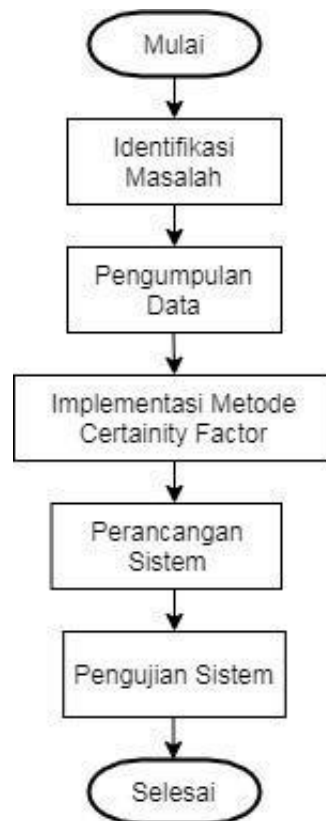 Mulai
Identifikasi
Masalah
Pengumpulan
Data
Implementasi Metode
Certainity Factor
Perancangan
Sistem
Pengujian Sistem
Selesai